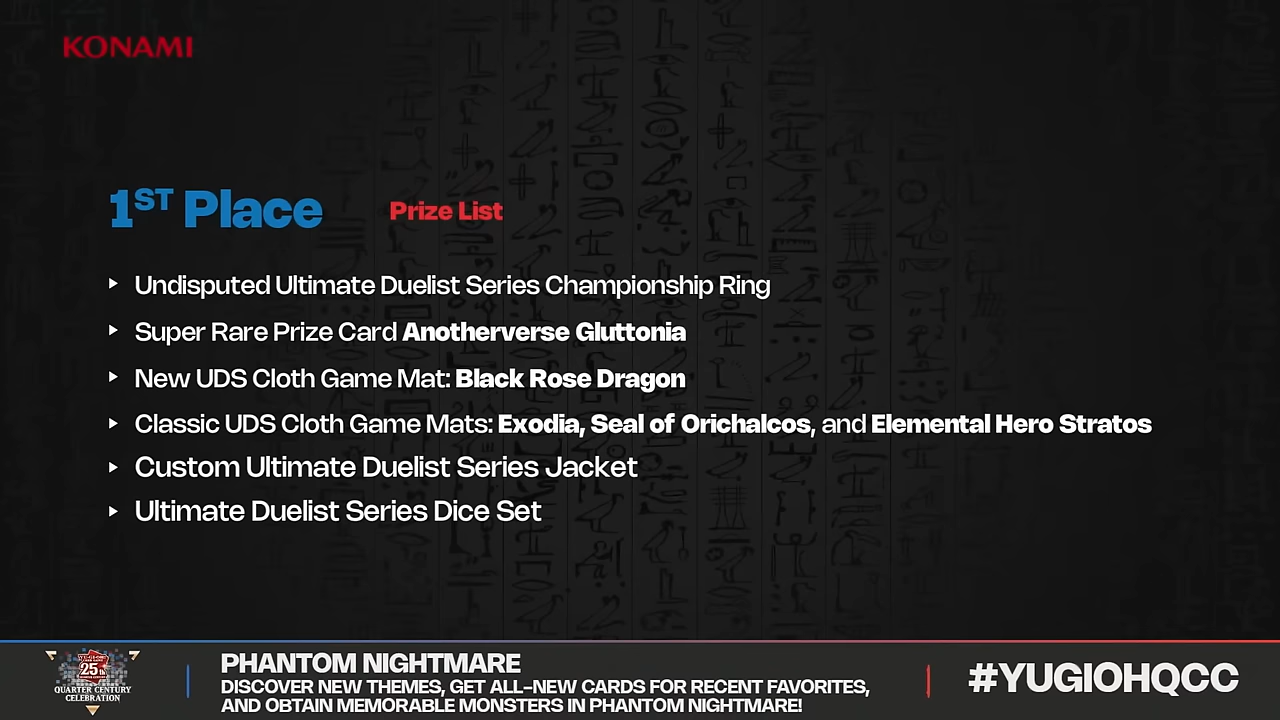 KONAMI
1ST Place
Prize List
Undisputed Ultimate Duelist Series Championship Ring
Super Rare Prize Card Anotherverse Gluttonia
New UDS Cloth Game Mat: Black Rose Dragon
Classic UDS Cloth Game Mats: Exodia, Seal of Orichalcos, and Elemental Hero Stratos
Custom Ultimate Duelist Series Jacket
Ultimate Duelist Series Dice Set
25th
QUARTER CENTURY
CELEBRATION
PHANTOM NIGHTMARE
DISCOVER NEW THEMES, GET ALL-NEW CARDS FOR RECENT FAVORITES,
AND OBTAIN MEMORABLE MONSTERS IN PHANTOM NIGHTMARE!
#YUGIOHQCC